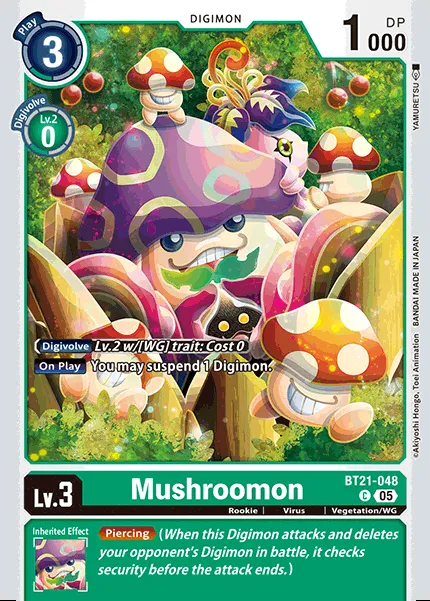 Play
3
DIGIMON
DP
1000
Digivolve
Lv.2
0
YAMURETSU
©Akiyoshi Hongo, Toei Animation BANDAI MADE IN JAPAN
Digivolve Lv.2 w/[WG] trait: Cost 0
On Play You may suspend 1 Digimon.
Lv.3
Mushroomon
BT21-048
C 05
Rookie | Virus | Vegetation/WG
Inherited Effect
Piercing (When this Digimon attacks and deletes
your opponent's Digimon in battle, it checks
security before the attack ends.)